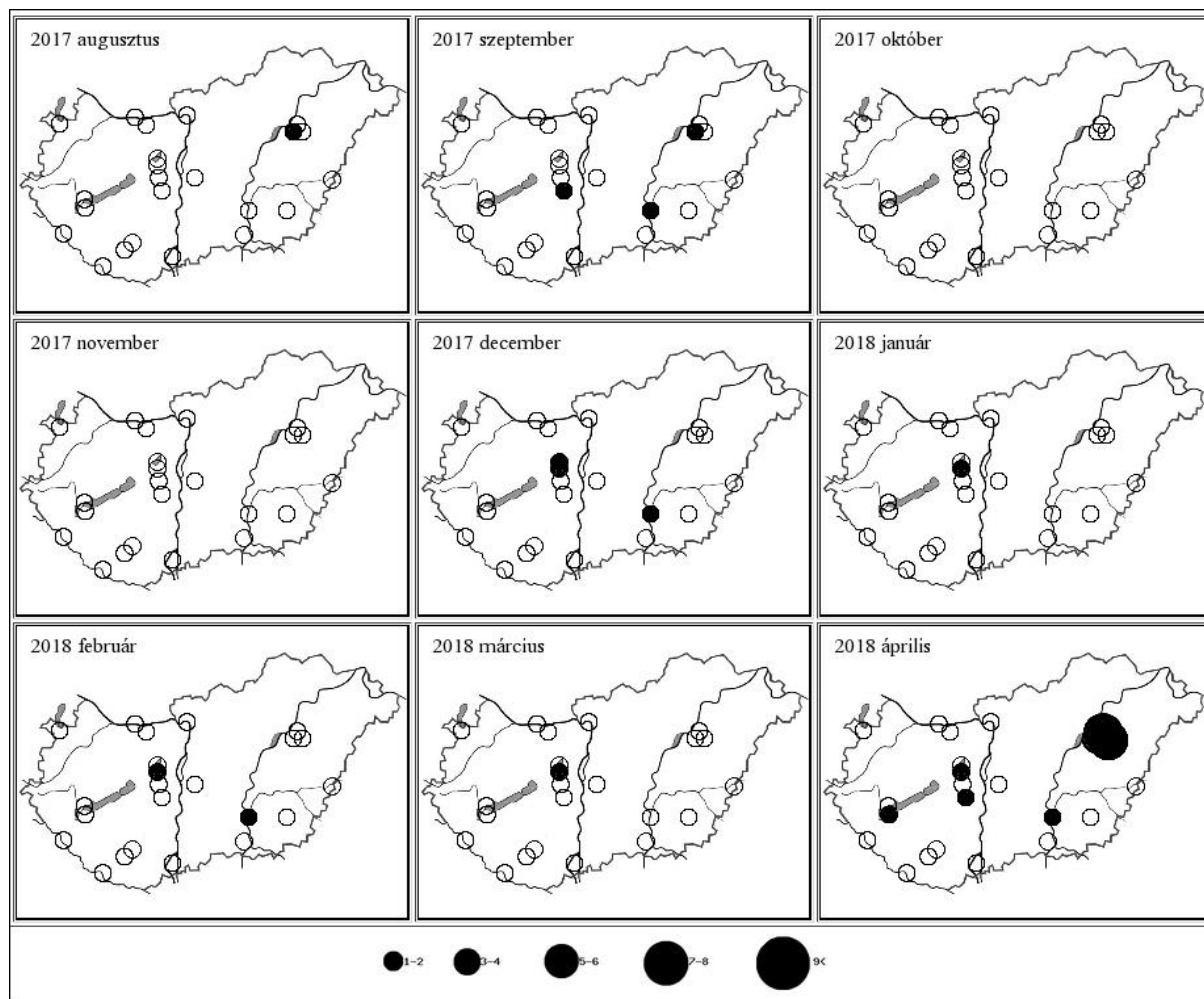 2017 augusztus
2017 szeptember
2017 október
2017 november
2017 december
2018 január
2018 február
2018 március
2018 április
1-2
3-4
5-6
7-8
9<